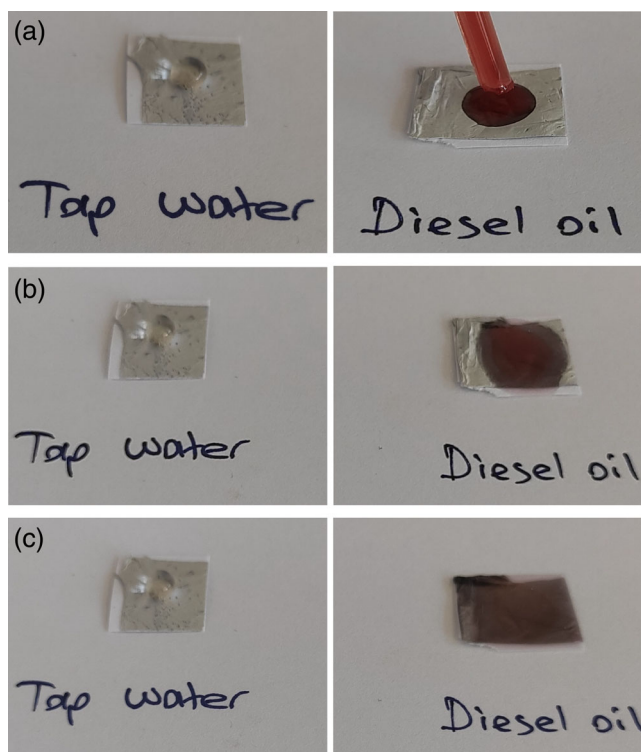 (a)
Tap water
Diesel oil
(b)
Tap water
Diesel oil
(c)
Tap water
Diesel oil